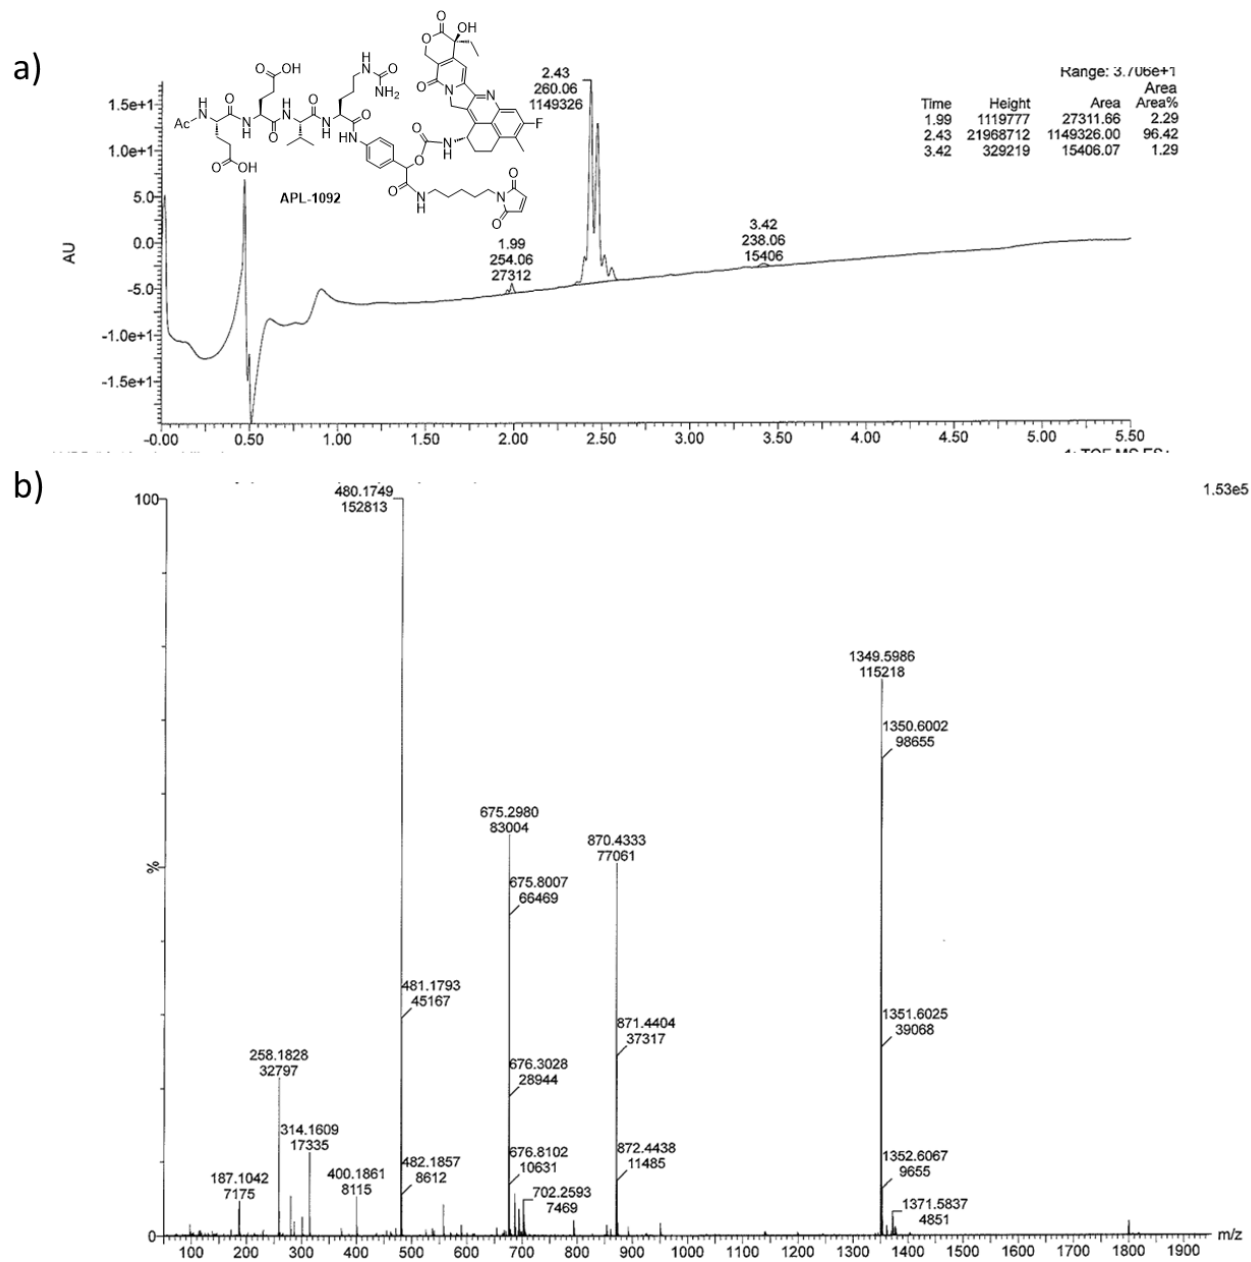 a)
Range: 3.706e+1
Area
Time Height Area Area%
1.99 1119777 27311.66 2.29
2.43 21968712 1149326.00 96.42
3.42 329219 15406.07 1.29
O
OH
O
O
N
N
O
F
O
OH
H
N
O
NH2
Ac
H
N
O
N
H
O
H
N
O
N
H
O
NH
O
OH
O
O
H
N
O
N
H
O
N
O
APL-1092
2.43
260.06
1149326
1.99
254.06
27312
3.42
238.06
15406
AU
1.5e+1
1.0e+1
5.0
0.0
-5.0
-1.0e+1
-1.5e+1
-0.00 0.50 1.00 1.50 2.00 2.50 3.00 3.50 4.00 4.50 5.00 5.50
1: TOF MS ES+
b)
1.53e5
100
%
0
480.1749
152813
1349.5986
115218
1350.6002
98655
675.2980
83004
870.4333
77061
675.8007
66469
481.1793
45167
871.4404
37317
1351.6025
39068
258.1828
32797
676.3028
28944
314.1609
17335
187.1042
7175
400.1861
8115
482.1857
8612
676.8102
10631
702.2593
7469
872.4438
11485
1352.6067
9655
1371.5837
4851
100 200 300 400 500 600 700 800 900 1000 1100 1200 1300 1400 1500 1600 1700 1800 1900 m/z